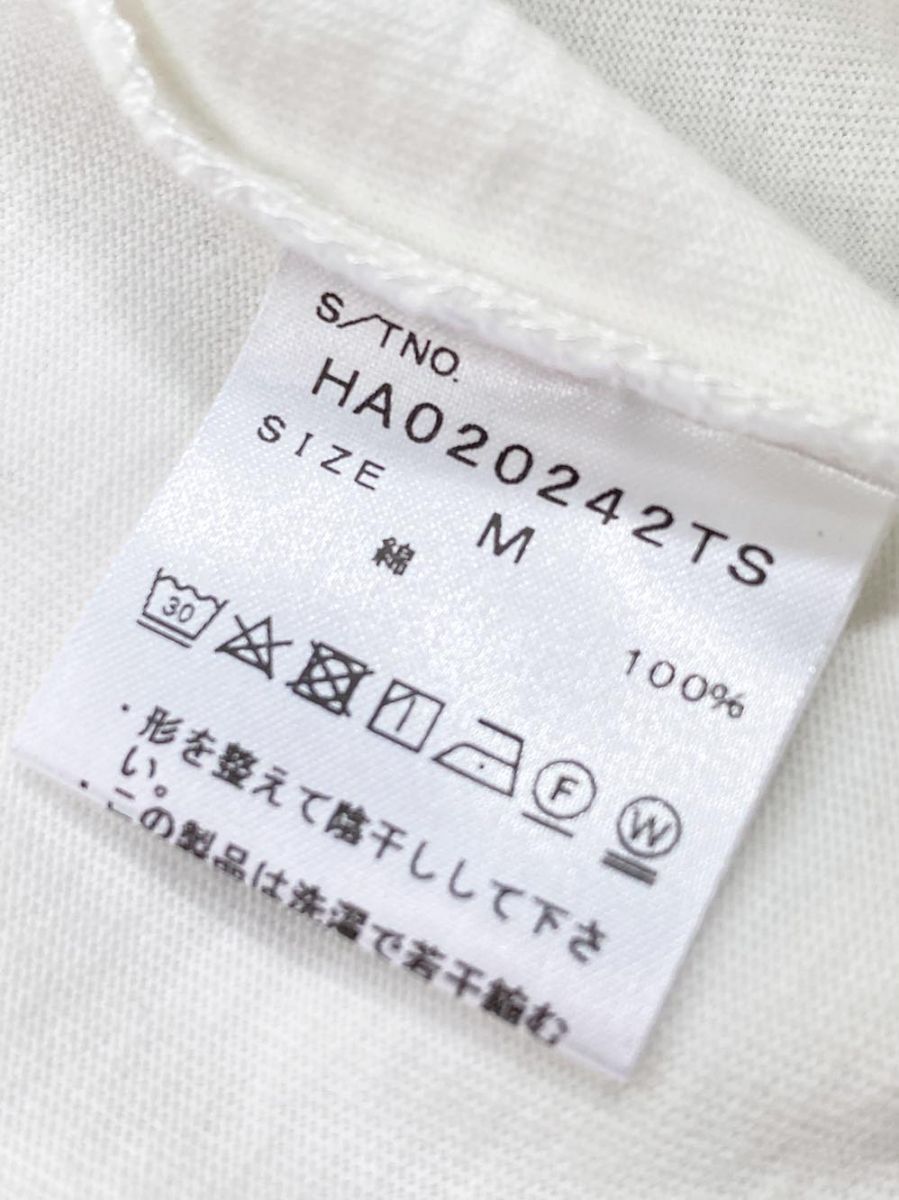 S/TNO.
HA020242TS
SIZE M
綿 100%
30
F
W
・形を整えて陰干しして下さ
い。
・この製品は洗濯で若干縮む